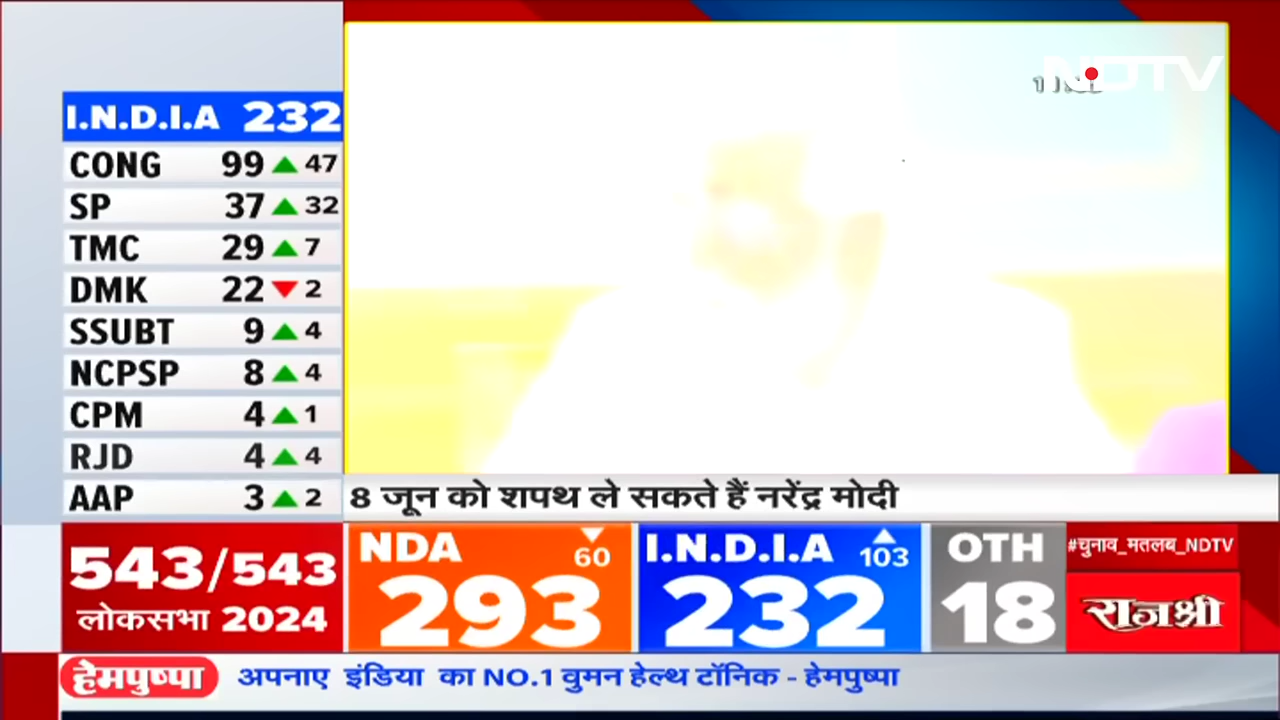 NDTV
I.N.D.I.A 232
CONG 99 ▲ 47
SP 37 ▲ 32
TMC 29 ▲ 7
DMK 22 ▼ 2
SSUBT 9 ▲ 4
NCPSP 8 ▲ 4
CPM 4 ▲ 1
RJD 4 ▲ 4
AAP 3 ▲ 2
8 जून को शपथ ले सकते हैं नरेंद्र मोदी
543/543
लोकसभा 2024
NDA ▼ 60
293
I.N.D.I.A ▲ 103
232
OTH
18
#चुनाव_मतलब_NDTV
राजश्री
हेमपुष्पा अपनाए इंडिया का NO.1 वुमन हेल्थ टॉनिक - हेमपुष्पा